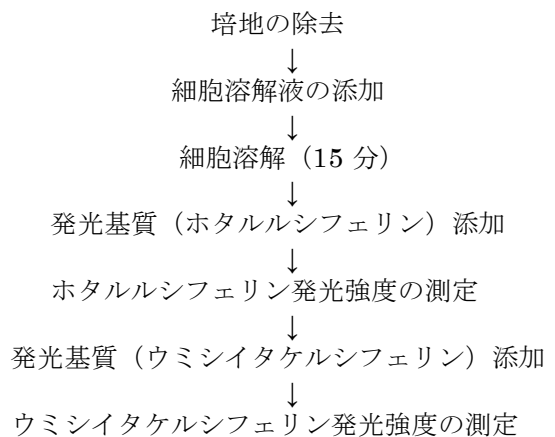 培地の除去
↓
細胞溶解液の添加
↓
細胞溶解（15 分）
↓
発光基質（ホタルルシフェリン）添加
↓
ホタルルシフェリン発光強度の測定
↓
発光基質（ウミシイタケルシフェリン）添加
↓
ウミシイタケルシフェリン発光強度の測定